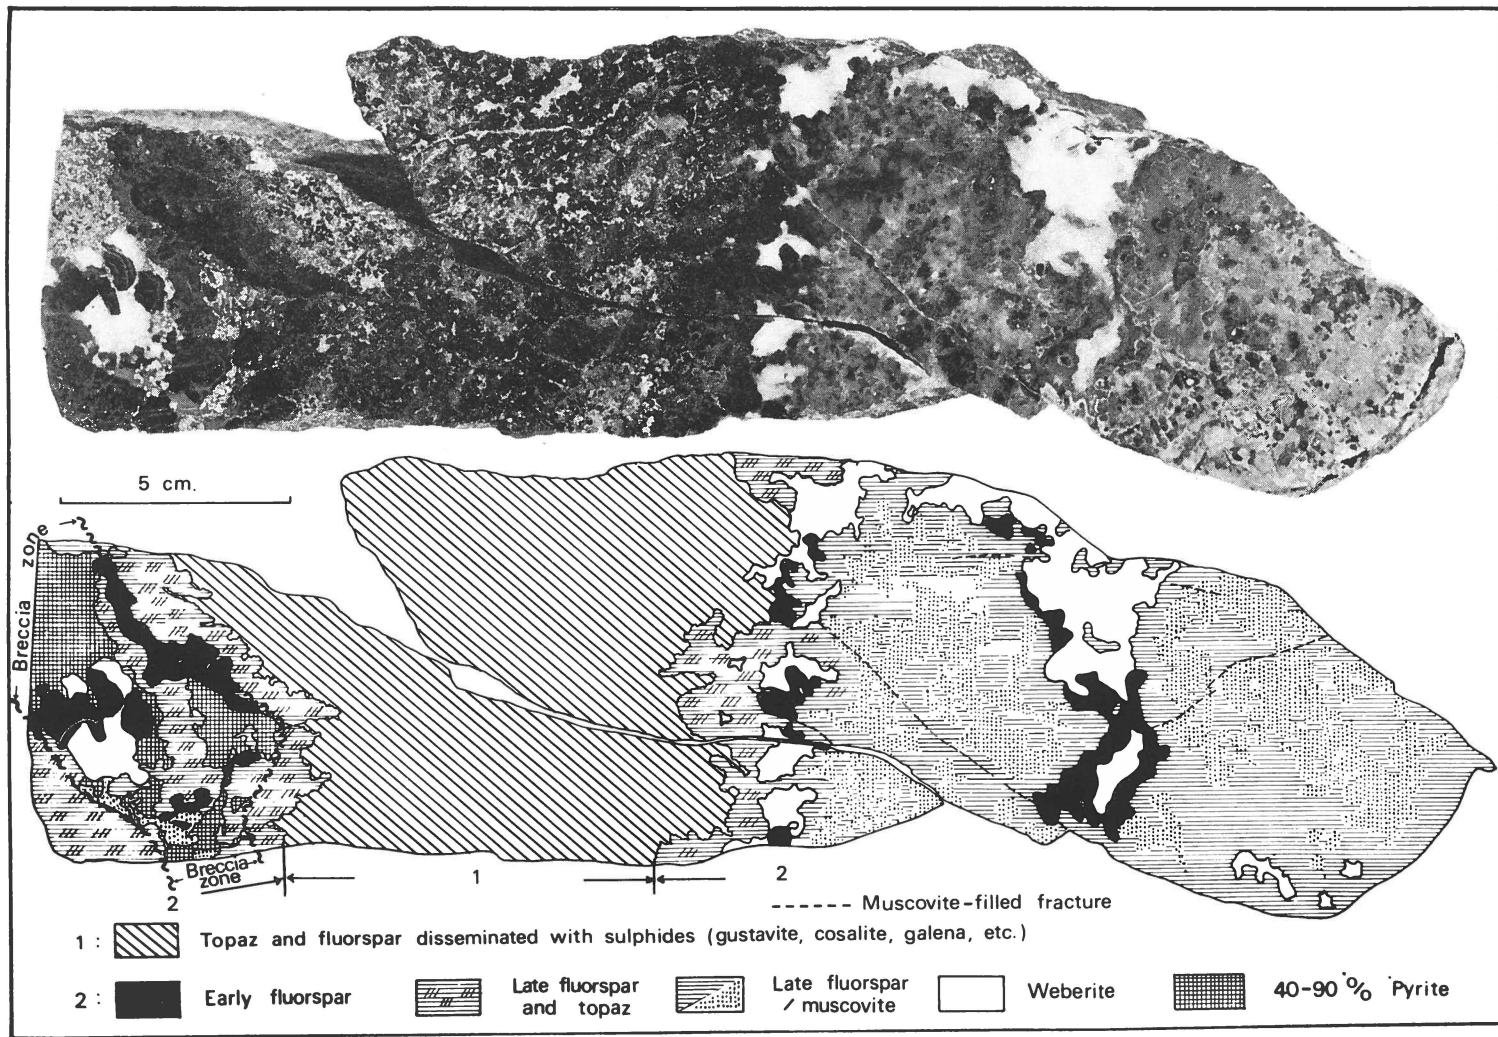 5 cm.
Breccia zone
Breccia
zone
2
1
2
Muscovite-filled fracture
1 : Topaz and fluorspar disseminated with sulphides (gustavite, cosalite, galena, etc.)
2 : Early fluorspar
Late fluorspar
and topaz
Late fluorspar
/ muscovite
Weberite
40-90 % Pyrite